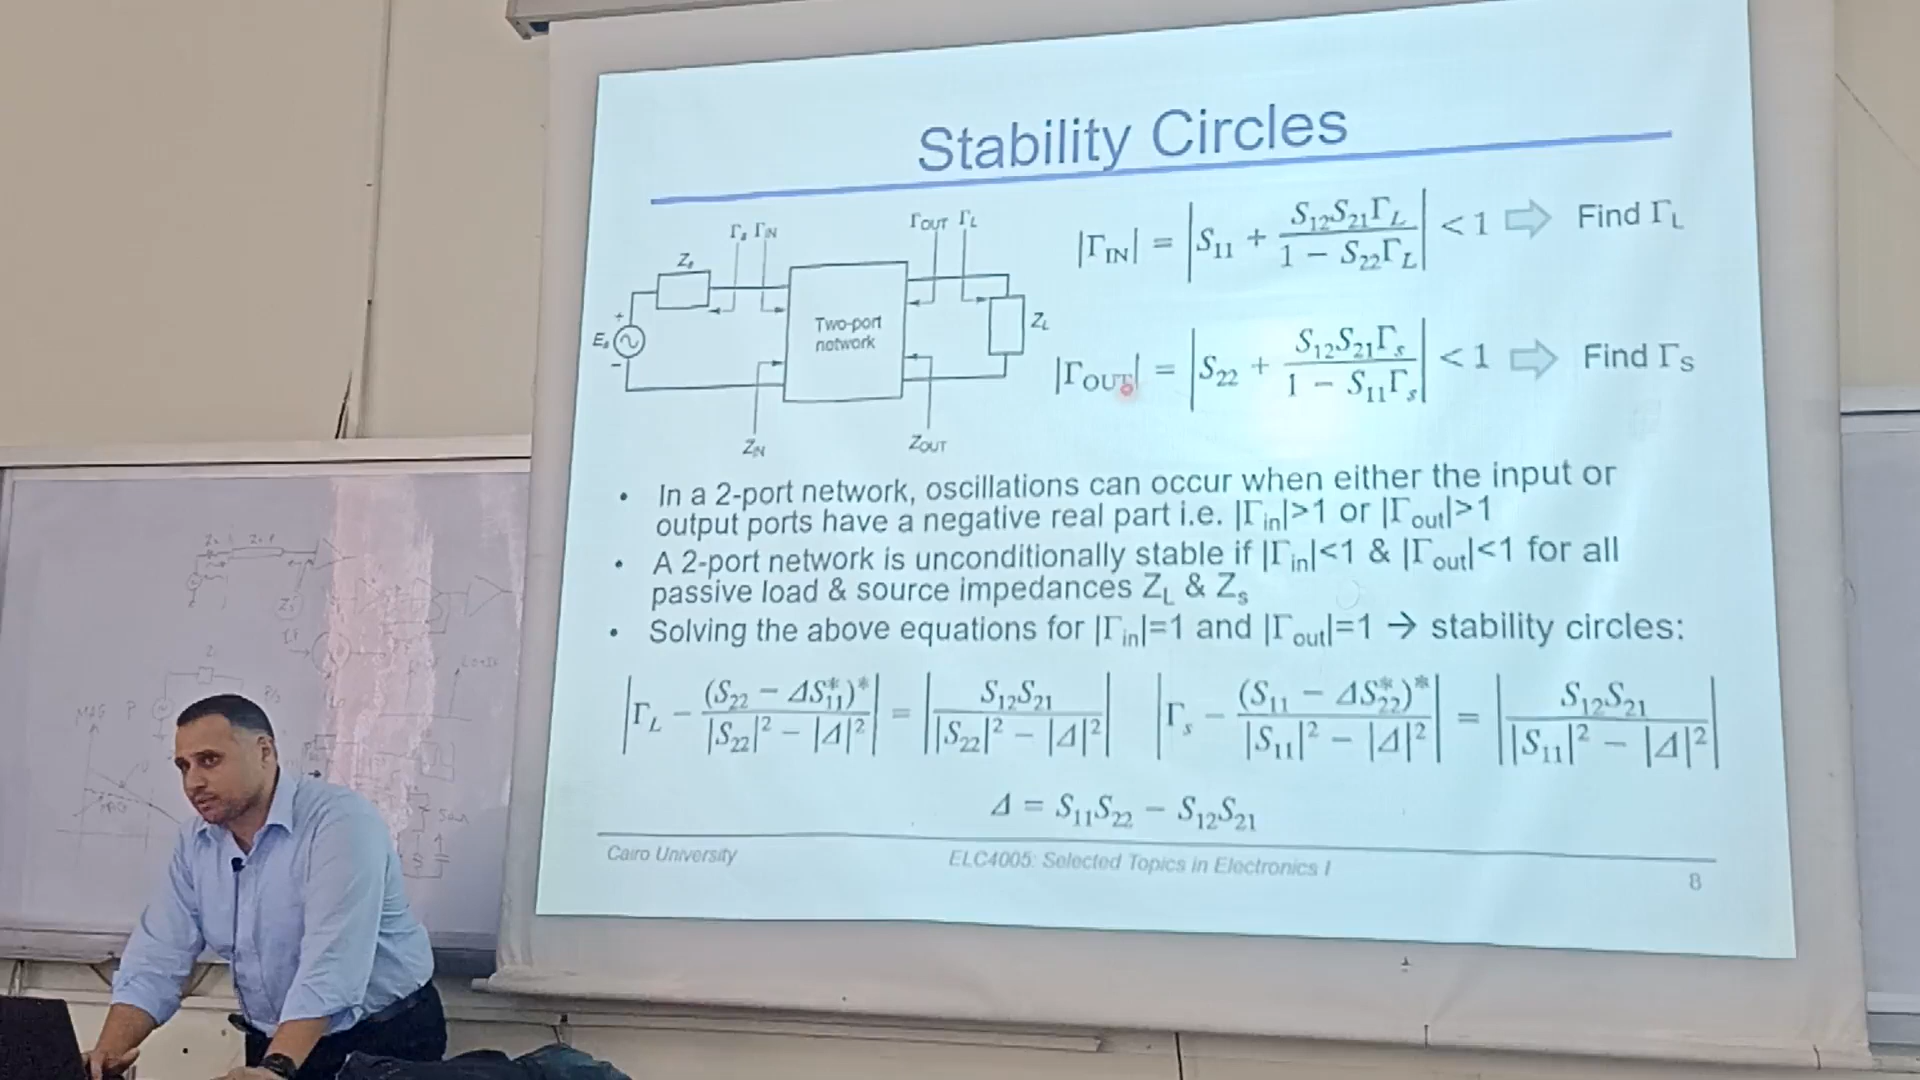 Stability Circles
Γs ΓIN
ΓOUT ΓL
Zs
Es
+
-
Two-port
network
ZL
ZIN
ZOUT
|ΓIN| = |S11 + S12S21ΓL / 1 − S22ΓL| < 1 ⇨ Find ΓL
|ΓOUT| = |S22 + S12S21Γs / 1 − S11Γs| < 1 ⇨ Find ΓS
• In a 2-port network, oscillations can occur when either the input or
output ports have a negative real part i.e. |Γin|>1 or |Γout|>1
• A 2-port network is unconditionally stable if |Γin|<1 & |Γout|<1 for all
passive load & source impedances ZL & Zs
• Solving the above equations for |Γin|=1 and |Γout|=1 → stability circles:
|ΓL − (S22 − ΔS11*)* / |S22|² − |Δ|²| = |S12S21 / |S22|² − |Δ|²| |Γs − (S11 − ΔS22*)* / |S11|² − |Δ|²| = |S12S21 / |S11|² − |Δ|²|
Δ = S11S22 − S12S21
Cairo University
ELC4005: Selected Topics in Electronics I
8
MAG